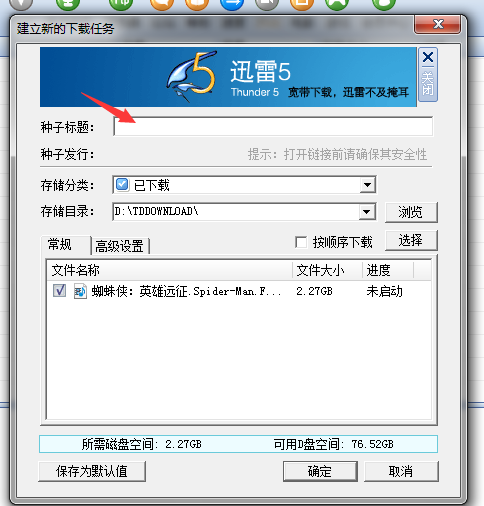 建立新的下载任务
5 迅雷5
Thunder 5 宽带下载，迅雷不及掩耳
关闭
种子标题：
种子发行： 提示：打开链接前请确保其安全性
存储分类： 已下载
存储目录： D:\TDDOWNLOAD\ 浏览
常规 高级设置 按顺序下载 选择
文件名称 文件大小 进度
蜘蛛侠：英雄远征.Spider-Man.F... 2.27GB 未启动
所需磁盘空间: 2.27GB 可用D盘空间: 76.52GB
保存为默认值 确定 取消